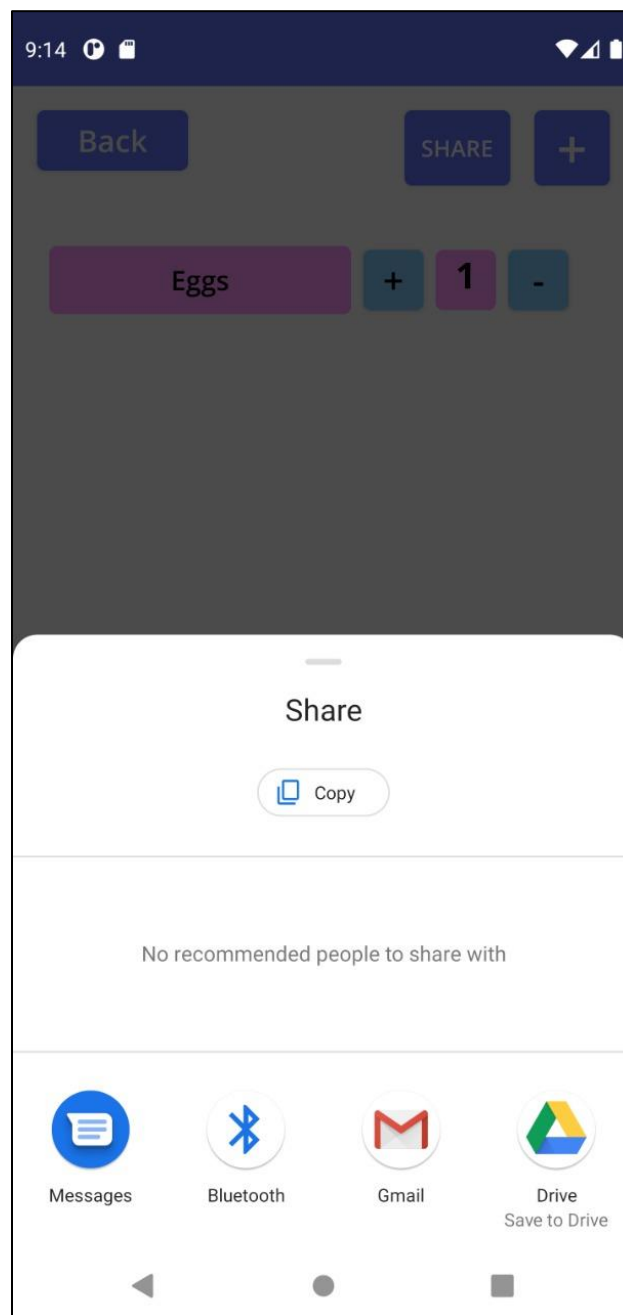 9:14
Back
SHARE
+
Eggs + 1 -
Share
Copy
No recommended people to share with
Messages Bluetooth Gmail Drive
Save to Drive